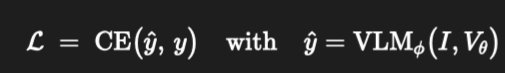 ℒ = CE(ŷ, y) with ŷ = VLM_ϕ(I, V_θ)